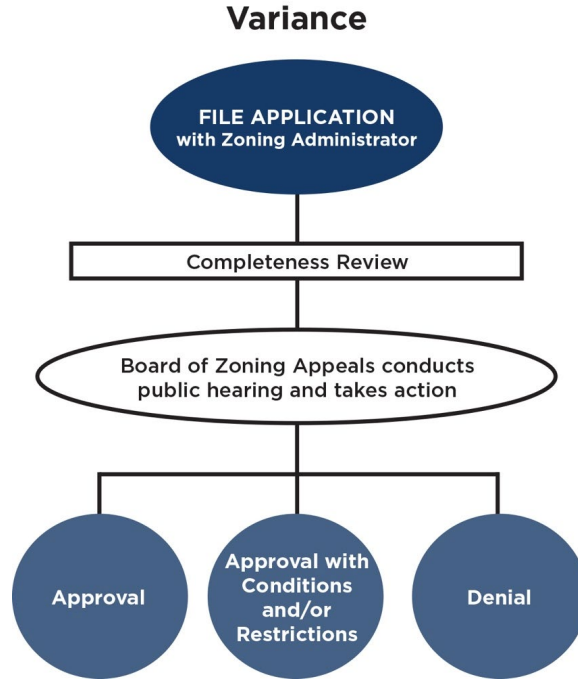 Variance
FILE APPLICATION
with Zoning Administrator
Completeness Review
Board of Zoning Appeals conducts
public hearing and takes action
Approval
Approval with
Conditions
and/or
Restrictions
Denial